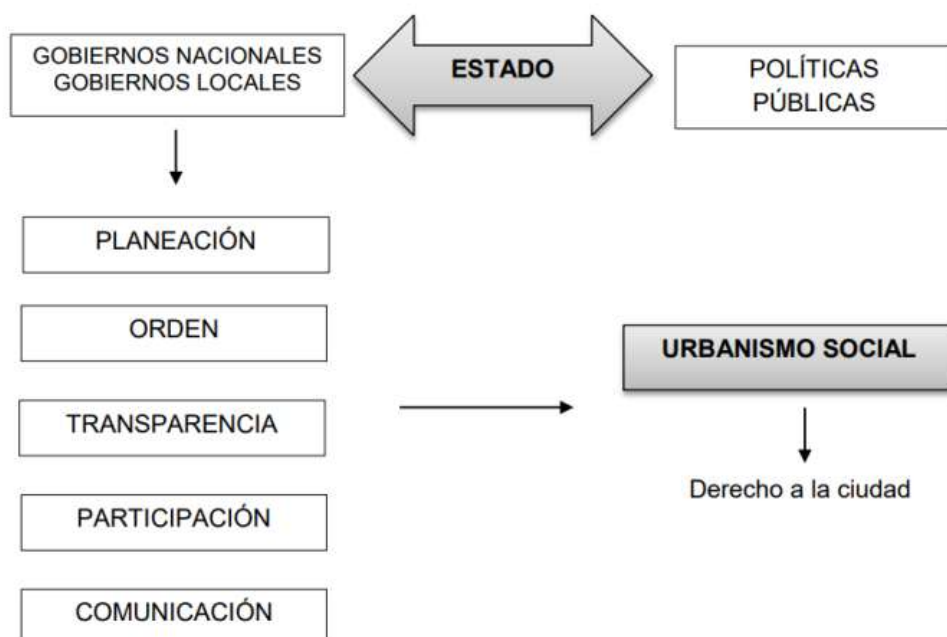 GOBIERNOS NACIONALES
GOBIERNOS LOCALES
ESTADO
POLÍTICAS
PÚBLICAS
PLANEACIÓN
ORDEN
URBANISMO SOCIAL
TRANSPARENCIA
Derecho a la ciudad
PARTICIPACIÓN
COMUNICACIÓN